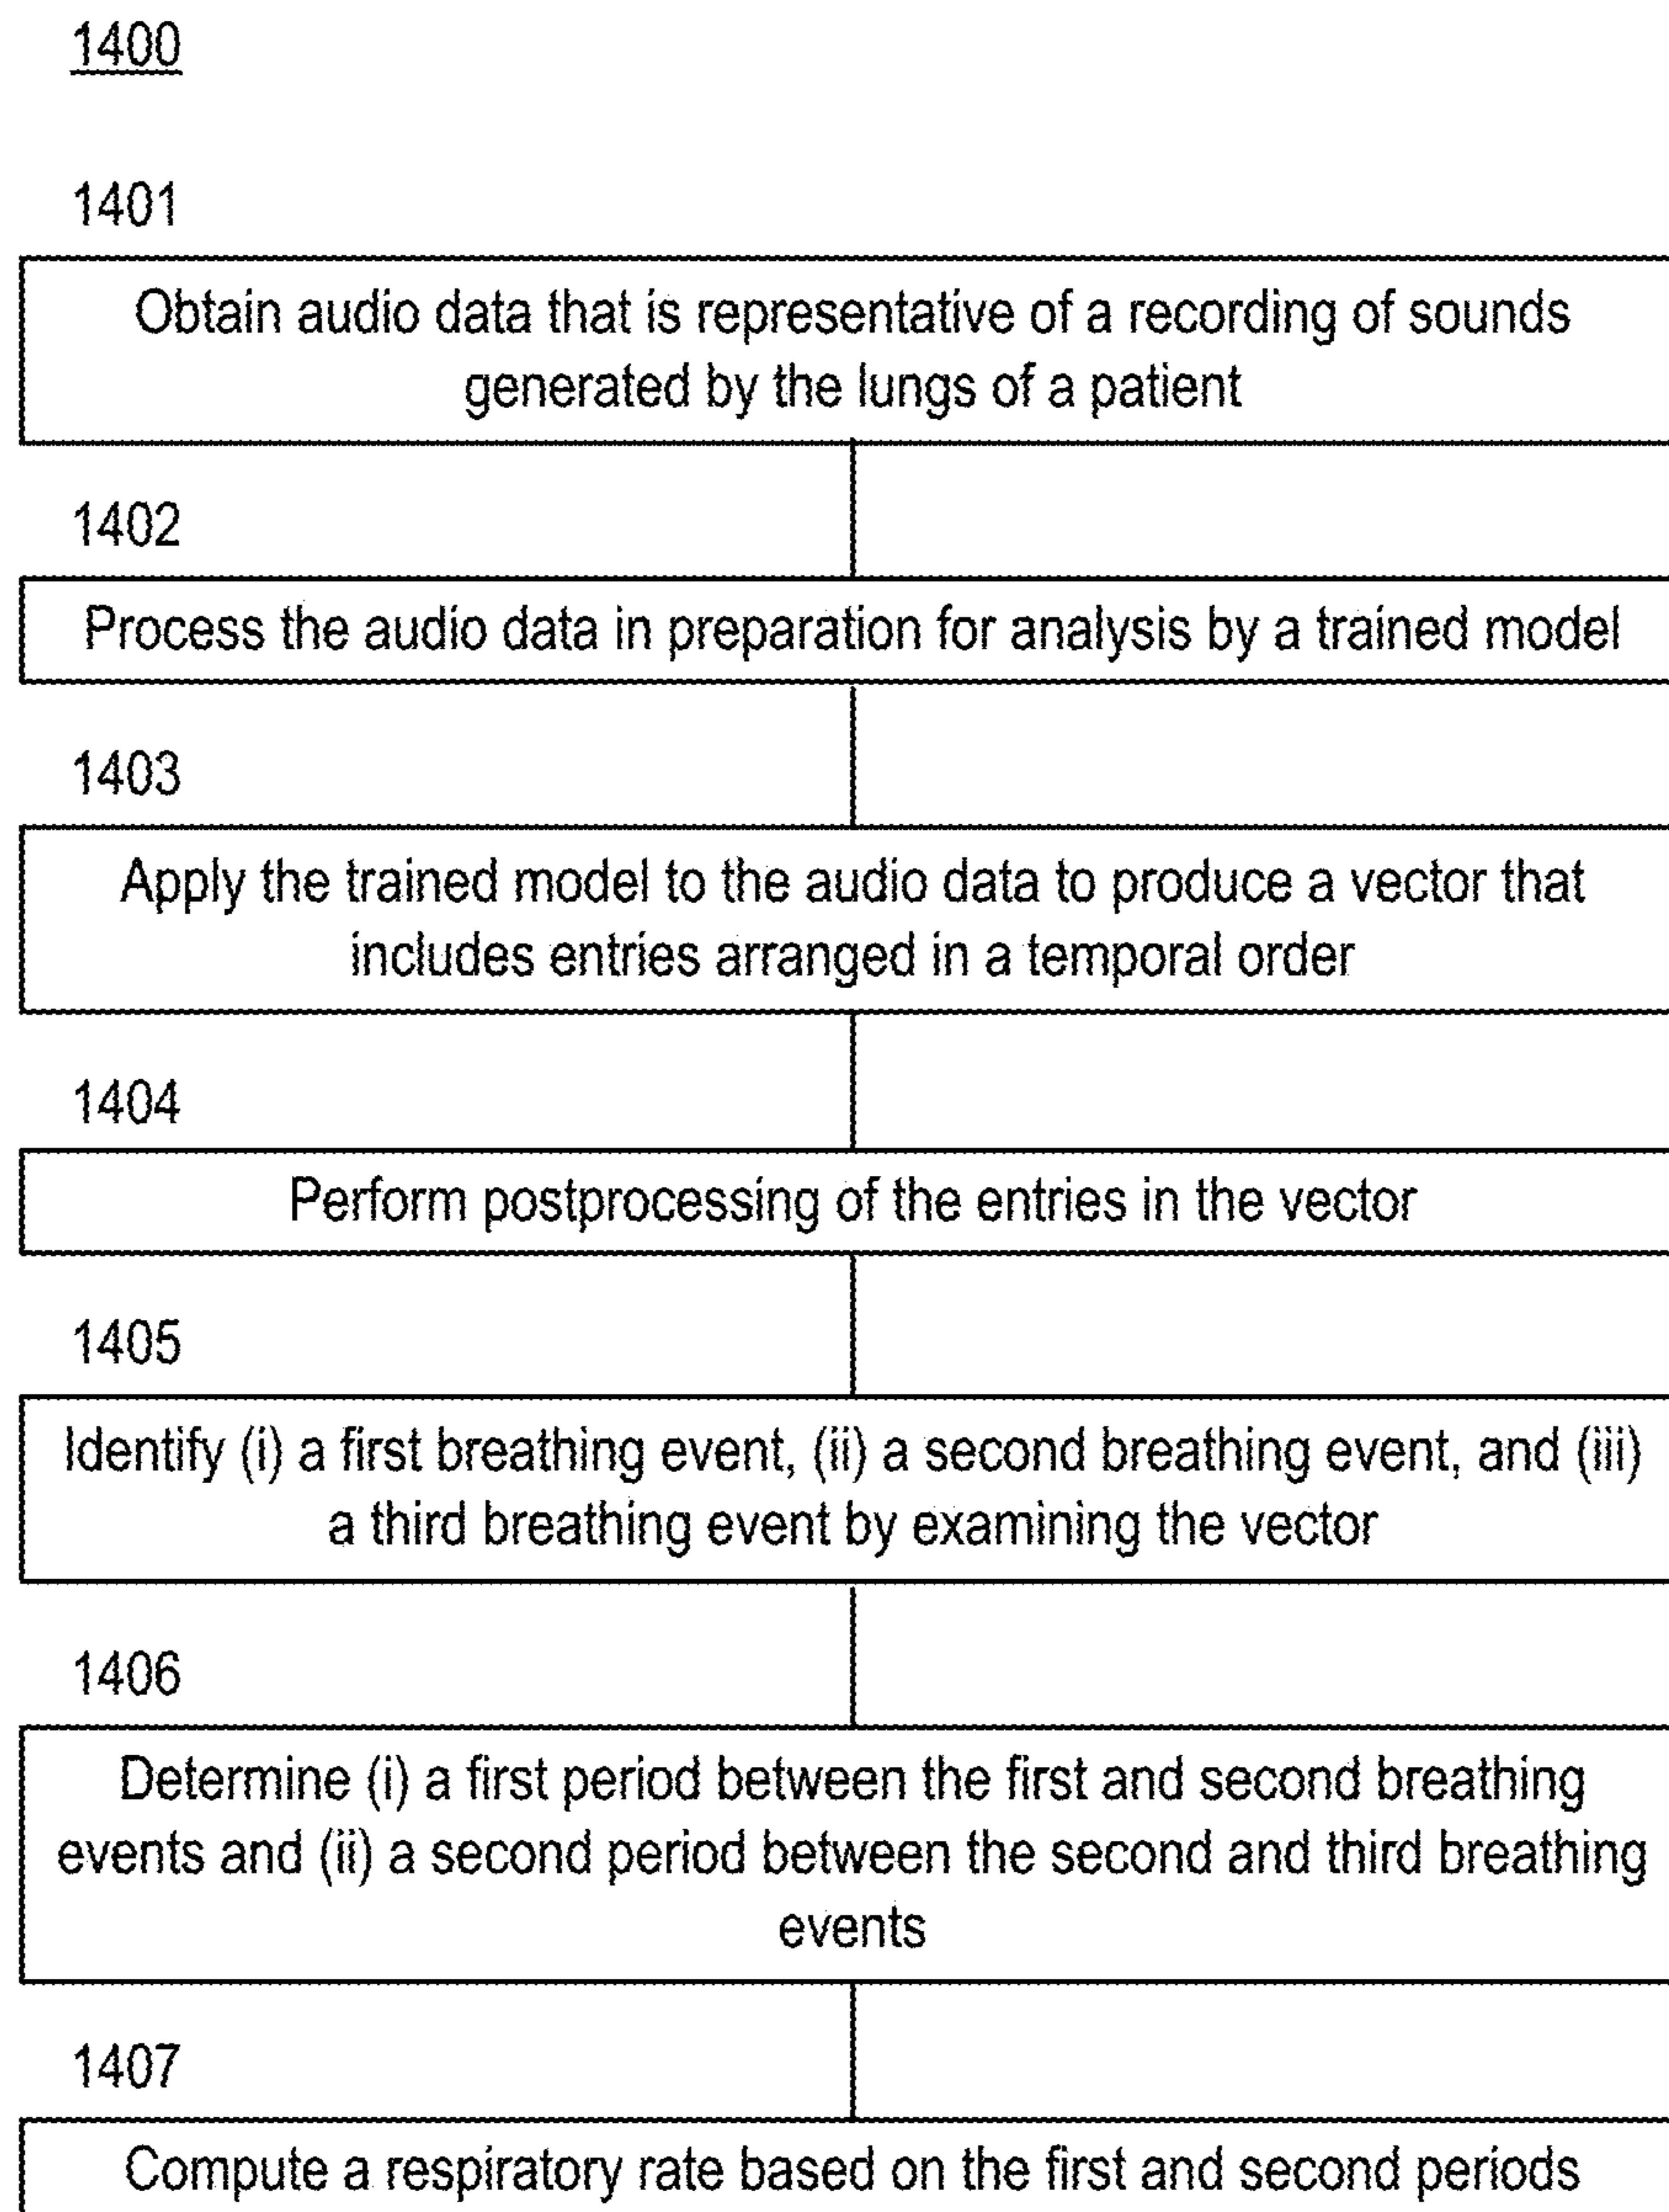 1400
1401
Obtain audio data that is representative of a recording of sounds
generated by the lungs of a patient
1402
Process the audio data in preparation for analysis by a trained model
1403
Apply the trained model to the audio data to produce a vector that
includes entries arranged in a temporal order
1404
Perform postprocessing of the entries in the vector
1405
Identify (i) a first breathing event, (ii) a second breathing event, and (iii)
a third breathing event by examining the vector
1406
Determine (i) a first period between the first and second breathing
events and (ii) a second period between the second and third breathing
events
1407
Compute a respiratory rate based on the first and second periods